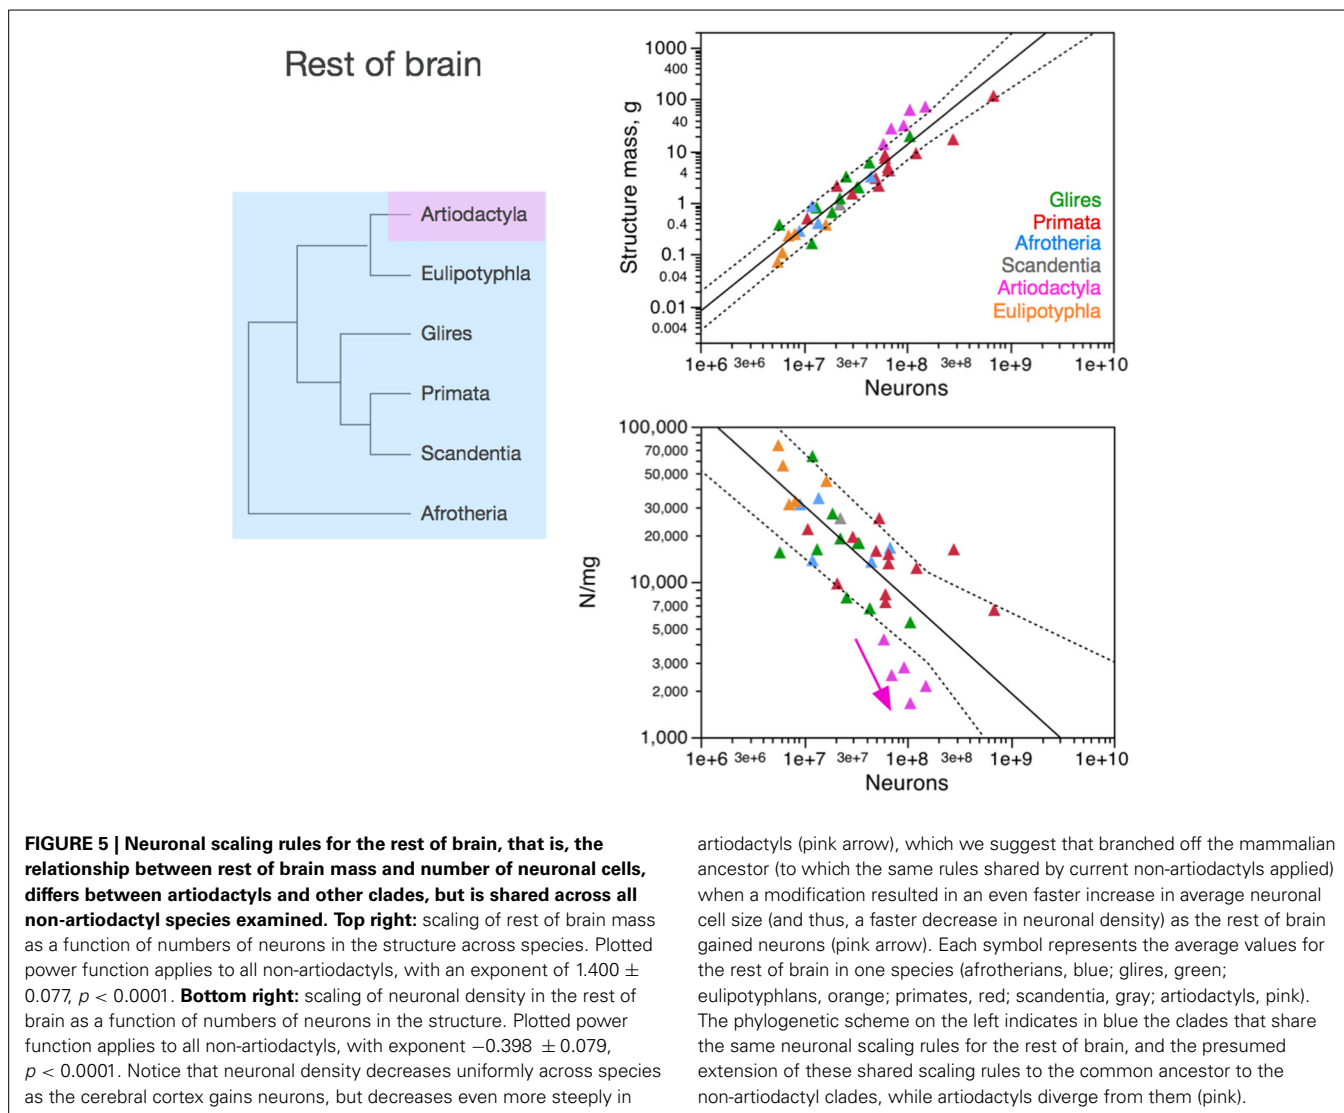 Rest of brain
Artiodactyla
Eulipotyphla
Glires
Primata
Scandentia
Afrotheria
Structure mass, g
1000
400
100
40
10
4
1
0.4
0.1
0.04
0.01
0.004
Glires
Primata
Afrotheria
Scandentia
Artiodactyla
Eulipotyphla
1e+6 3e+6 1e+7 3e+7 1e+8 3e+8 1e+9 1e+10
Neurons
N/mg
100,000
70,000
50,000
30,000
20,000
10,000
7,000
5,000
3,000
2,000
1,000
1e+6 3e+6 1e+7 3e+7 1e+8 3e+8 1e+9 1e+10
Neurons
FIGURE 5 | Neuronal scaling rules for the rest of brain, that is, the
relationship between rest of brain mass and number of neuronal cells,
differs between artiodactyls and other clades, but is shared across all
non-artiodactyl species examined. Top right: scaling of rest of brain mass
as a function of numbers of neurons in the structure across species. Plotted
power function applies to all non-artiodactyls, with an exponent of 1.400 ±
0.077, p < 0.0001. Bottom right: scaling of neuronal density in the rest of
brain as a function of numbers of neurons in the structure. Plotted power
function applies to all non-artiodactyls, with exponent −0.398 ± 0.079,
p < 0.0001. Notice that neuronal density decreases uniformly across species
as the cerebral cortex gains neurons, but decreases even more steeply in
artiodactyls (pink arrow), which we suggest that branched off the mammalian
ancestor (to which the same rules shared by current non-artiodactyls applied)
when a modification resulted in an even faster increase in average neuronal
cell size (and thus, a faster decrease in neuronal density) as the rest of brain
gained neurons (pink arrow). Each symbol represents the average values for
the rest of brain in one species (afrotherians, blue; glires, green;
eulipotyphlans, orange; primates, red; scandentia, gray; artiodactyls, pink).
The phylogenetic scheme on the left indicates in blue the clades that share
the same neuronal scaling rules for the rest of brain, and the presumed
extension of these shared scaling rules to the common ancestor to the
non-artiodactyl clades, while artiodactyls diverge from them (pink).